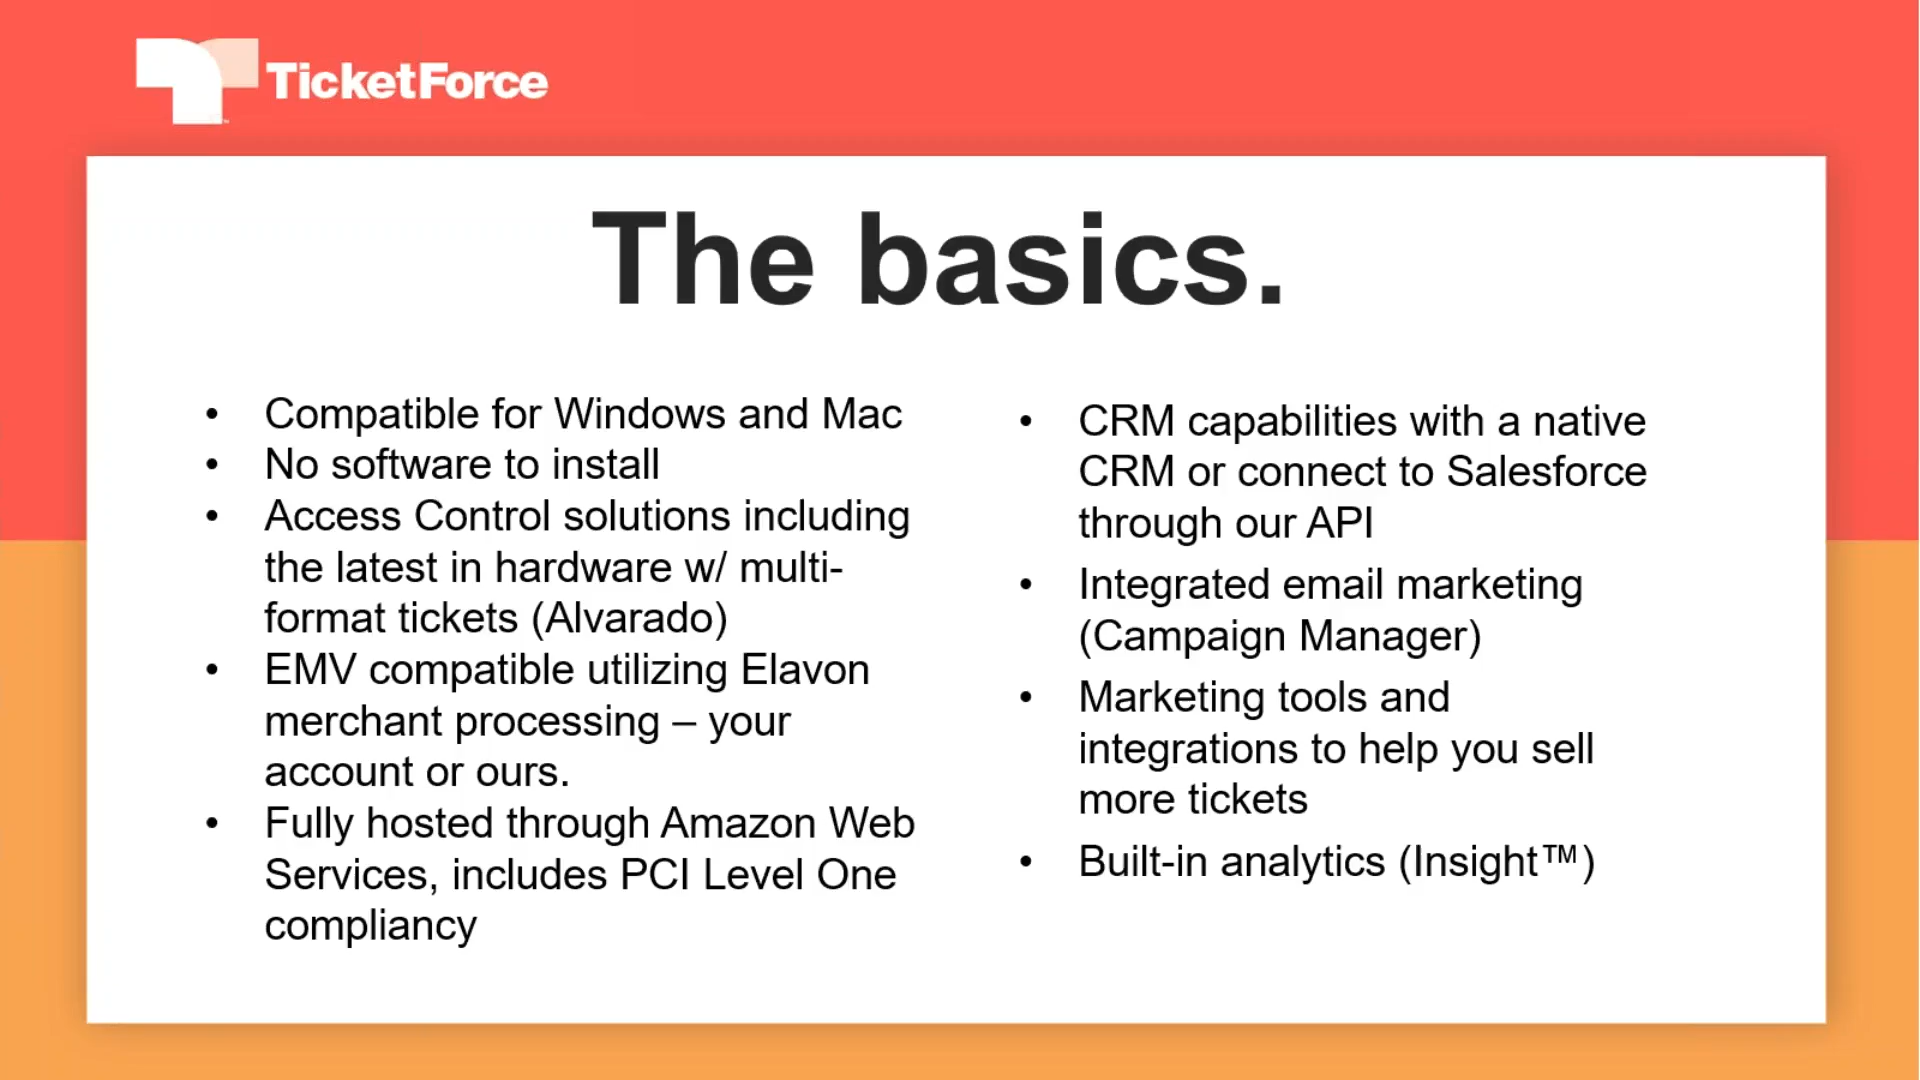 TicketForce
The basics.
• Compatible for Windows and Mac
• No software to install
• Access Control solutions including
the latest in hardware w/ multi-
format tickets (Alvarado)
• EMV compatible utilizing Elavon
merchant processing – your
account or ours.
• Fully hosted through Amazon Web
Services, includes PCI Level One
compliancy
• CRM capabilities with a native
CRM or connect to Salesforce
through our API
• Integrated email marketing
(Campaign Manager)
• Marketing tools and
integrations to help you sell
more tickets
• Built-in analytics (Insight™)